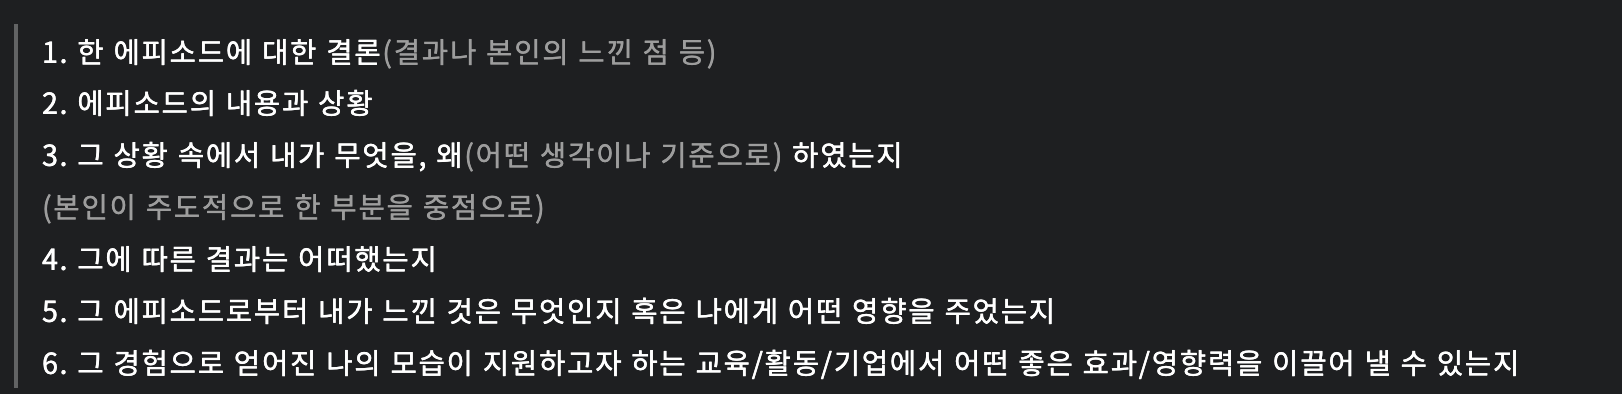 1. 한 에피소드에 대한 결론(결과나 본인의 느낀 점 등)
2. 에피소드의 내용과 상황
3. 그 상황 속에서 내가 무엇을, 왜(어떤 생각이나 기준으로) 하였는지
(본인이 주도적으로 한 부분을 중점으로)
4. 그에 따른 결과는 어떠했는지
5. 그 에피소드로부터 내가 느낀 것은 무엇인지 혹은 나에게 어떤 영향을 주었는지
6. 그 경험으로 얻어진 나의 모습이 지원하고자 하는 교육/활동/기업에서 어떤 좋은 효과/영향력을 이끌어 낼 수 있는지